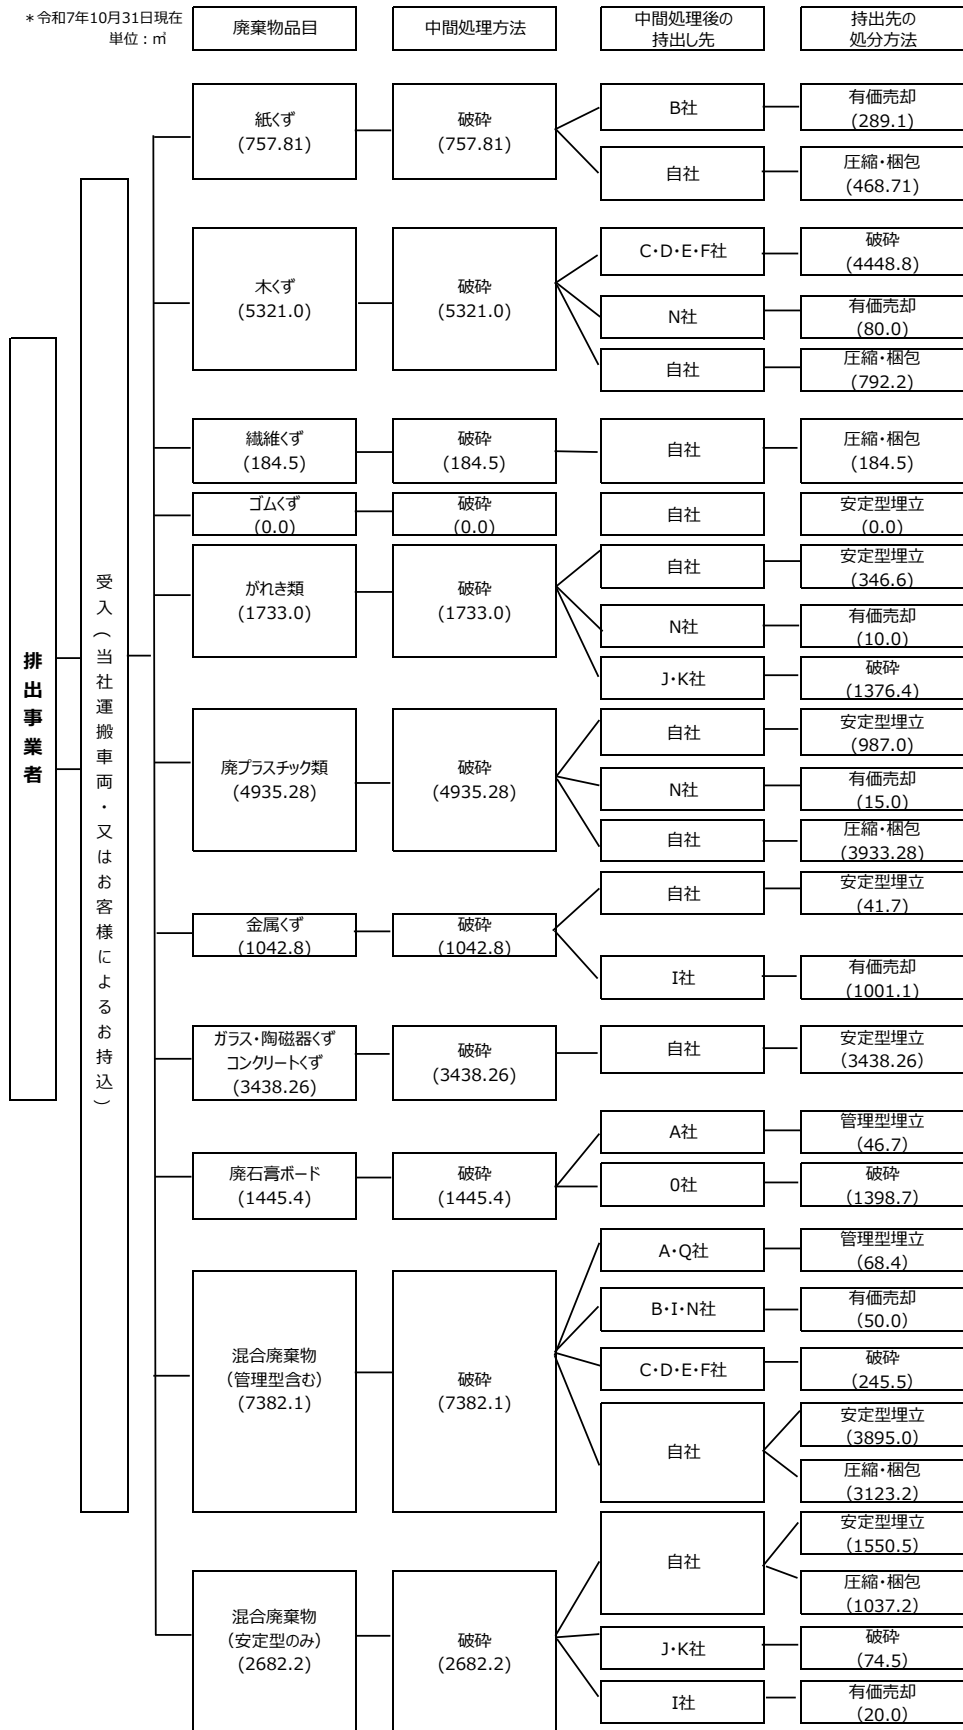 ＊令和7年10月31日現在
単位：㎥
廃棄物品目
中間処理方法
中間処理後の
持出し先
持出先の
処分方法
排出事業者
受入（当社運搬車両・又はお客様によるお持込）
紙くず
(757.81)
破砕
(757.81)
B社
有価売却
(289.1)
自社
圧縮・梱包
(468.71)
木くず
(5321.0)
破砕
(5321.0)
C・D・E・F社
破砕
(4448.8)
N社
有価売却
(80.0)
自社
圧縮・梱包
(792.2)
繊維くず
(184.5)
破砕
(184.5)
自社
圧縮・梱包
(184.5)
ゴムくず
(0.0)
破砕
(0.0)
自社
安定型埋立
(0.0)
がれき類
(1733.0)
破砕
(1733.0)
自社
安定型埋立
(346.6)
N社
有価売却
(10.0)
J・K社
破砕
(1376.4)
廃プラスチック類
(4935.28)
破砕
(4935.28)
自社
安定型埋立
(987.0)
N社
有価売却
(15.0)
自社
圧縮・梱包
(3933.28)
金属くず
(1042.8)
破砕
(1042.8)
自社
安定型埋立
(41.7)
I社
有価売却
(1001.1)
ガラス・陶磁器くず
コンクリートくず
(3438.26)
破砕
(3438.26)
自社
安定型埋立
(3438.26)
廃石膏ボード
(1445.4)
破砕
(1445.4)
A社
管理型埋立
(46.7)
0社
破砕
(1398.7)
混合廃棄物
(管理型含む)
(7382.1)
破砕
(7382.1)
A・Q社
管理型埋立
(68.4)
B・I・N社
有価売却
(50.0)
C・D・E・F社
破砕
(245.5)
自社
安定型埋立
(3895.0)
圧縮・梱包
(3123.2)
混合廃棄物
(安定型のみ)
(2682.2)
破砕
(2682.2)
自社
安定型埋立
(1550.5)
圧縮・梱包
(1037.2)
J・K社
破砕
(74.5)
I社
有価売却
(20.0)